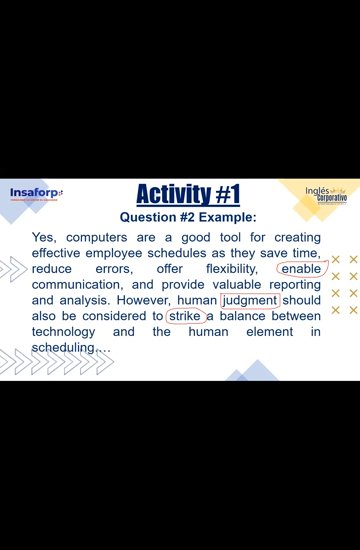 Insaforp
Activity #1
Inglés
Corporativo
Question #2 Example:
Yes, computers are a good tool for creating
effective employee schedules as they save time,
reduce errors, offer flexibility, enable
communication, and provide valuable reporting
and analysis. However, human judgment should
also be considered to strike a balance between
technology and the human element in
scheduling,…